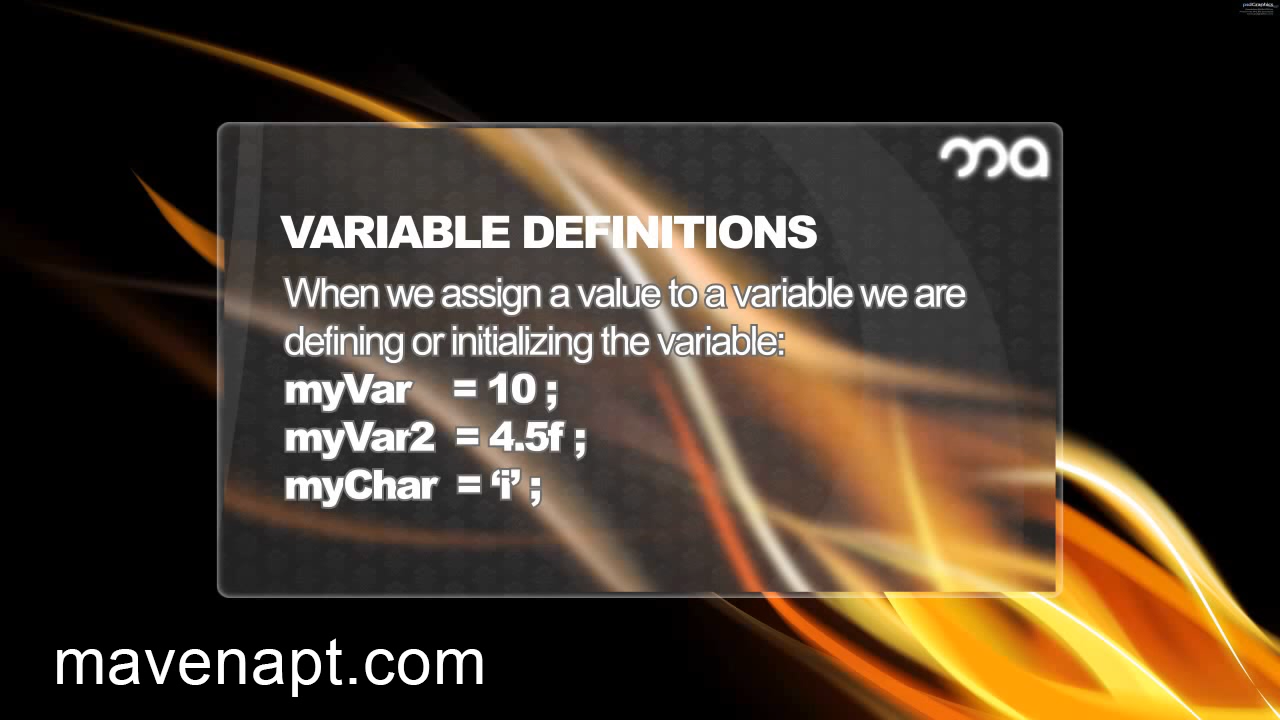 ma
VARIABLE DEFINITIONS
When we assign a value to a variable we are
defining or initializing the variable:
myVar = 10 ;
myVar2 = 4.5f ;
myChar = ‘i’ ;
mavenapt.com